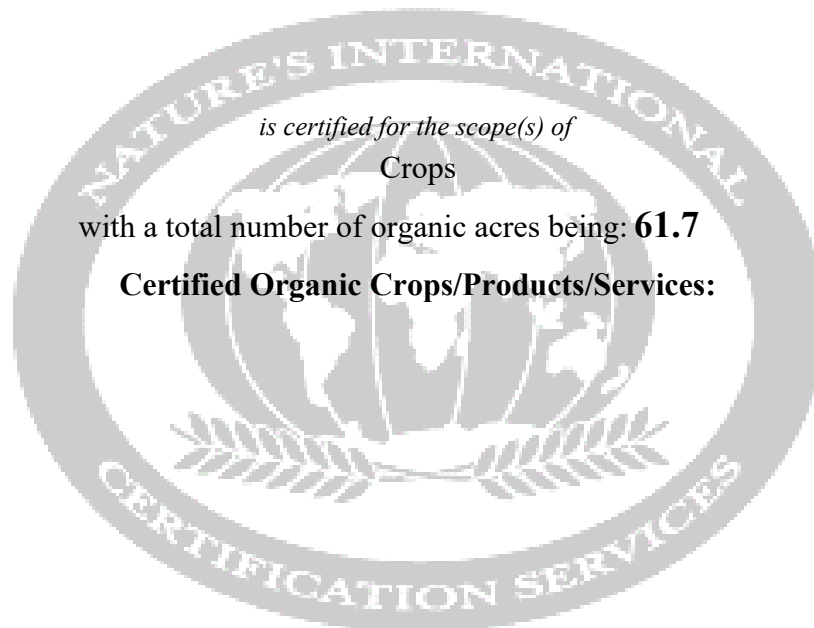 NATURE'S INTERNATIONAL
is certified for the scope(s) of
Crops
with a total number of organic acres being: 61.7
Certified Organic Crops/Products/Services:
CERTIFICATION SERVICES